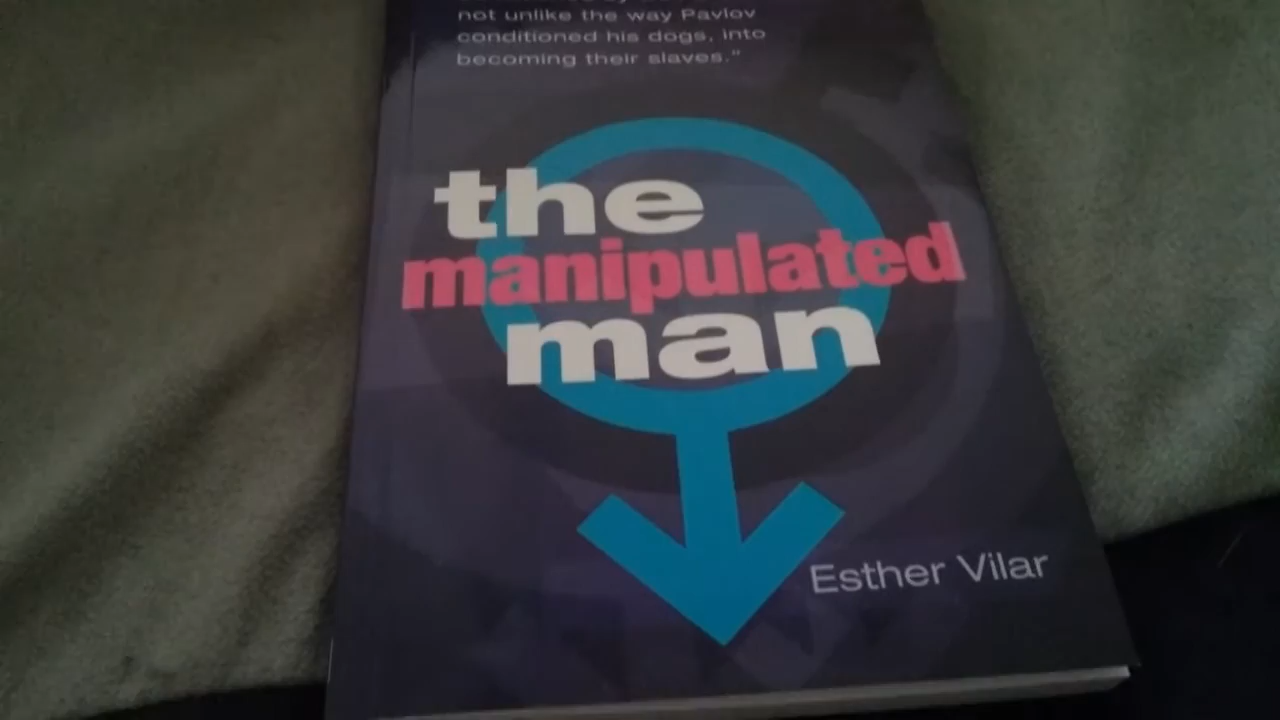 not unlike the way Pavlov
conditioned his dogs, into
becoming their slaves."
the
manipulated
man
Esther Vilar